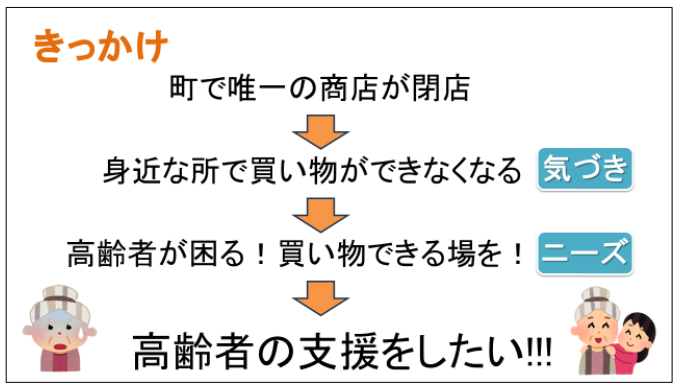 きっかけ
町で唯一の商店が閉店
身近な所で買い物ができなくなる 気づき
高齢者が困る！買い物できる場を！ ニーズ
高齢者の支援をしたい!!!